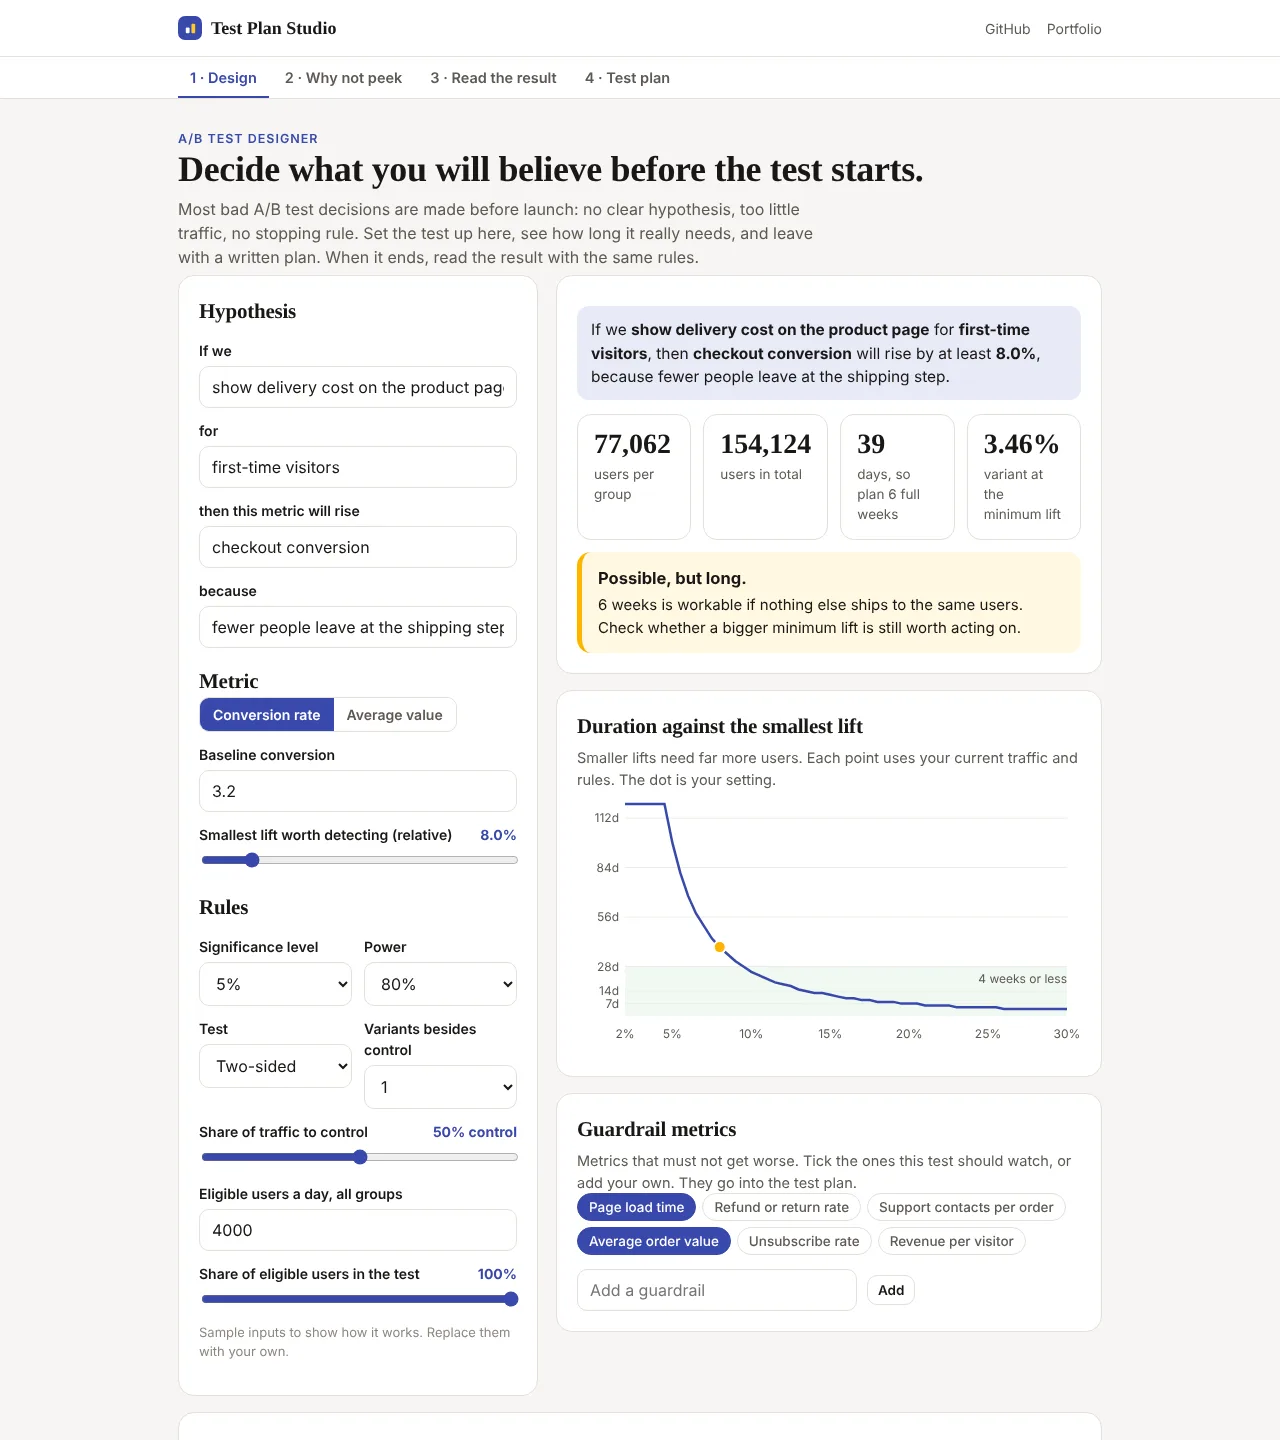 Test Plan Studio
GitHub
Portfolio
1 · Design
2 · Why not peek
3 · Read the result
4 · Test plan
A/B TEST DESIGNER
Decide what you will believe before the test starts.
Most bad A/B test decisions are made before launch: no clear hypothesis, too little
traffic, no stopping rule. Set the test up here, see how long it really needs, and leave
with a written plan. When it ends, read the result with the same rules.
Hypothesis
If we
show delivery cost on the product pag
for
first-time visitors
then this metric will rise
checkout conversion
because
fewer people leave at the shipping step
Metric
Conversion rate
Average value
Baseline conversion
3.2
Smallest lift worth detecting (relative)
8.0%
Rules
Significance level
Power
5%
80%
Test
Variants besides
control
Two-sided
1
Share of traffic to control
50% control
Eligible users a day, all groups
4000
Share of eligible users in the test
100%
Sample inputs to show how it works. Replace them
with your own.
If we show delivery cost on the product page for first-time
visitors, then checkout conversion will rise by at least 8.0%,
because fewer people leave at the shipping step.
77,062
users per
group
154,124
users in total
39
days, so
plan 6 full
weeks
3.46%
variant at
the
minimum lift
Possible, but long.
6 weeks is workable if nothing else ships to the same users.
Check whether a bigger minimum lift is still worth acting on.
Duration against the smallest lift
Smaller lifts need far more users. Each point uses your current traffic and
rules. The dot is your setting.
112d
84d
56d
28d
14d
7d
4 weeks or less
2%
5%
10%
15%
20%
25%
30%
Guardrail metrics
Metrics that must not get worse. Tick the ones this test should watch, or
add your own. They go into the test plan.
Page load time
Refund or return rate
Support contacts per order
Average order value
Unsubscribe rate
Revenue per visitor
Add a guardrail
Add